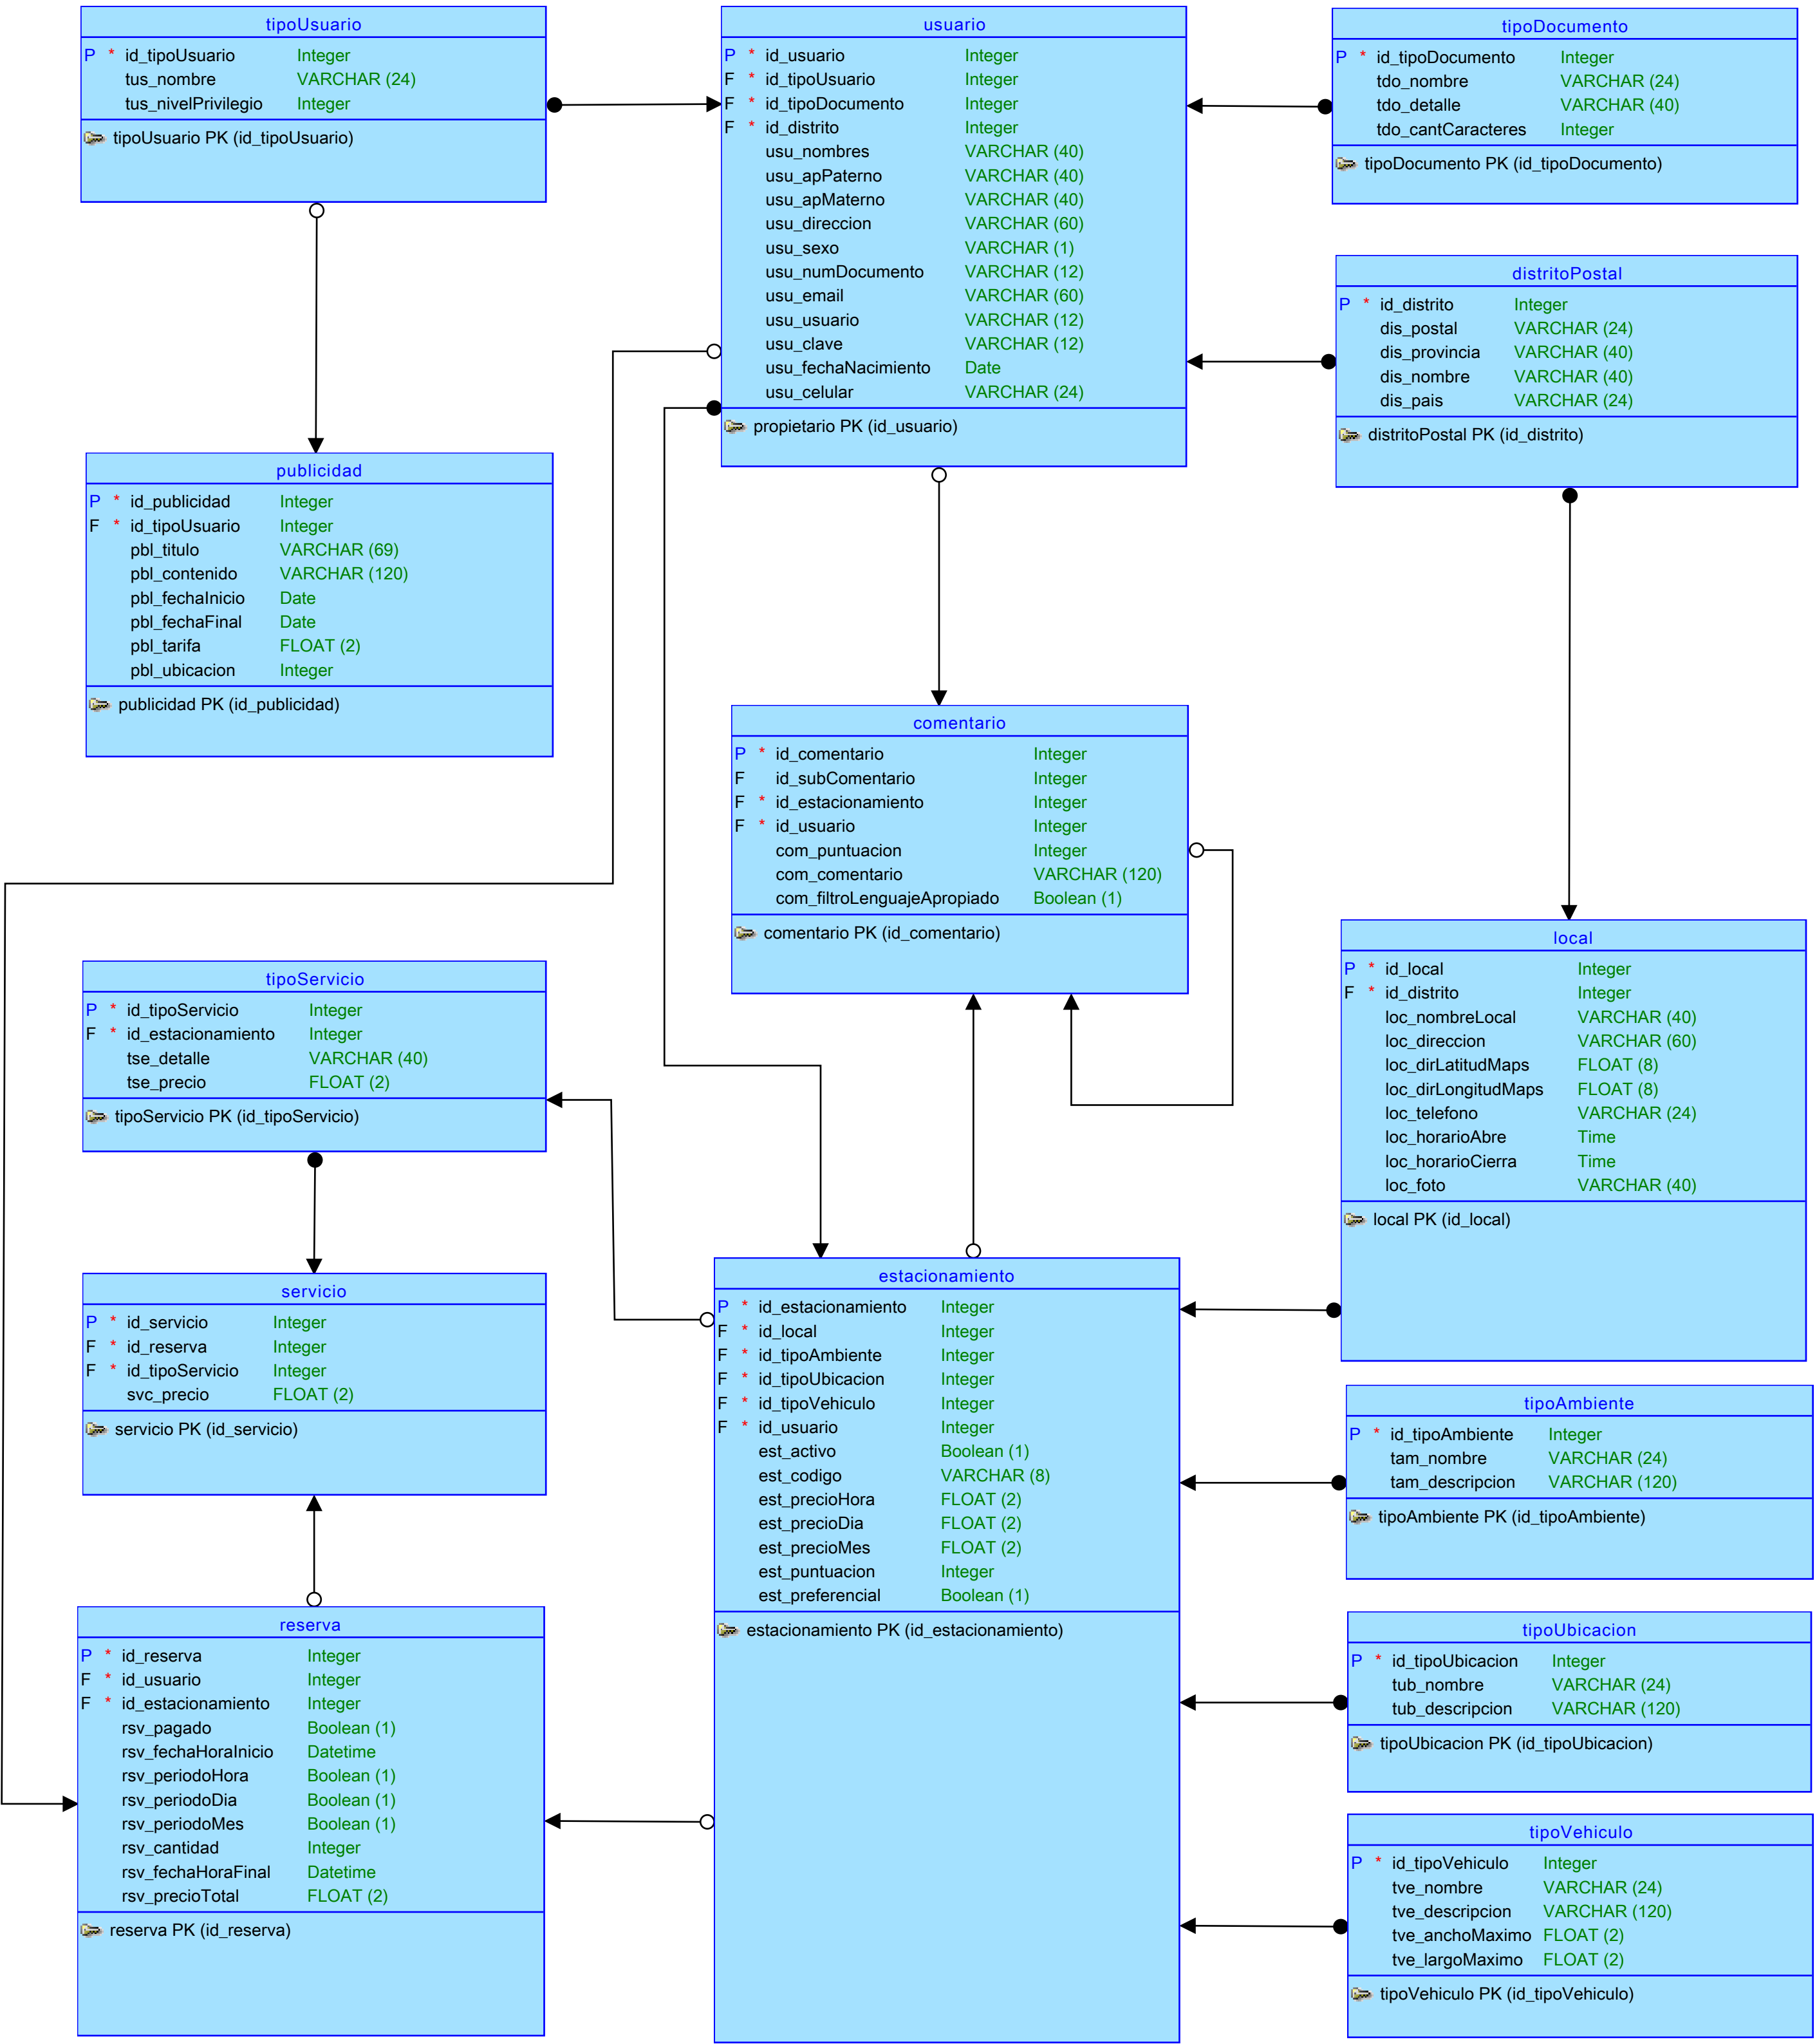 tipoUsuario
P * id_tipoUsuario Integer
tus_nombre VARCHAR (24)
tus_nivelPrivilegio Integer
tipoUsuario PK (id_tipoUsuario)
usuario
P * id_usuario Integer
F * id_tipoUsuario Integer
F * id_tipoDocumento Integer
F * id_distrito Integer
usu_nombres VARCHAR (40)
usu_apPaterno VARCHAR (40)
usu_apMaterno VARCHAR (40)
usu_direccion VARCHAR (60)
usu_sexo VARCHAR (1)
usu_numDocumento VARCHAR (12)
usu_email VARCHAR (60)
usu_usuario VARCHAR (12)
usu_clave VARCHAR (12)
usu_fechaNacimiento Date
usu_celular VARCHAR (24)
propietario PK (id_usuario)
tipoDocumento
P * id_tipoDocumento Integer
tdo_nombre VARCHAR (24)
tdo_detalle VARCHAR (40)
tdo_cantCaracteres Integer
tipoDocumento PK (id_tipoDocumento)
distritoPostal
P * id_distrito Integer
dis_postal VARCHAR (24)
dis_provincia VARCHAR (40)
dis_nombre VARCHAR (40)
dis_pais VARCHAR (24)
distritoPostal PK (id_distrito)
publicidad
P * id_publicidad Integer
F * id_tipoUsuario Integer
pbl_titulo VARCHAR (69)
pbl_contenido VARCHAR (120)
pbl_fechaInicio Date
pbl_fechaFinal Date
pbl_tarifa FLOAT (2)
pbl_ubicacion Integer
publicidad PK (id_publicidad)
comentario
P * id_comentario Integer
F id_subComentario Integer
F * id_estacionamiento Integer
F * id_usuario Integer
com_puntuacion Integer
com_comentario VARCHAR (120)
com_filtroLenguajeApropiado Boolean (1)
comentario PK (id_comentario)
local
P * id_local Integer
F * id_distrito Integer
loc_nombreLocal VARCHAR (40)
loc_direccion VARCHAR (60)
loc_dirLatitudMaps FLOAT (8)
loc_dirLongitudMaps FLOAT (8)
loc_telefono VARCHAR (24)
loc_horarioAbre Time
loc_horarioCierra Time
loc_foto VARCHAR (40)
local PK (id_local)
tipoServicio
P * id_tipoServicio Integer
F * id_estacionamiento Integer
tse_detalle VARCHAR (40)
tse_precio FLOAT (2)
tipoServicio PK (id_tipoServicio)
servicio
P * id_servicio Integer
F * id_reserva Integer
F * id_tipoServicio Integer
svc_precio FLOAT (2)
servicio PK (id_servicio)
estacionamiento
P * id_estacionamiento Integer
F * id_local Integer
F * id_tipoAmbiente Integer
F * id_tipoUbicacion Integer
F * id_tipoVehiculo Integer
F * id_usuario Integer
est_activo Boolean (1)
est_codigo VARCHAR (8)
est_precioHora FLOAT (2)
est_precioDia FLOAT (2)
est_precioMes FLOAT (2)
est_puntuacion Integer
est_preferencial Boolean (1)
estacionamiento PK (id_estacionamiento)
tipoAmbiente
P * id_tipoAmbiente Integer
tam_nombre VARCHAR (24)
tam_descripcion VARCHAR (120)
tipoAmbiente PK (id_tipoAmbiente)
reserva
P * id_reserva Integer
F * id_usuario Integer
F * id_estacionamiento Integer
rsv_pagado Boolean (1)
rsv_fechaHoraInicio Datetime
rsv_periodoHora Boolean (1)
rsv_periodoDia Boolean (1)
rsv_periodoMes Boolean (1)
rsv_cantidad Integer
rsv_fechaHoraFinal Datetime
rsv_precioTotal FLOAT (2)
reserva PK (id_reserva)
tipoUbicacion
P * id_tipoUbicacion Integer
tub_nombre VARCHAR (24)
tub_descripcion VARCHAR (120)
tipoUbicacion PK (id_tipoUbicacion)
tipoVehiculo
P * id_tipoVehiculo Integer
tve_nombre VARCHAR (24)
tve_descripcion VARCHAR (120)
tve_anchoMaximo FLOAT (2)
tve_largoMaximo FLOAT (2)
tipoVehiculo PK (id_tipoVehiculo)